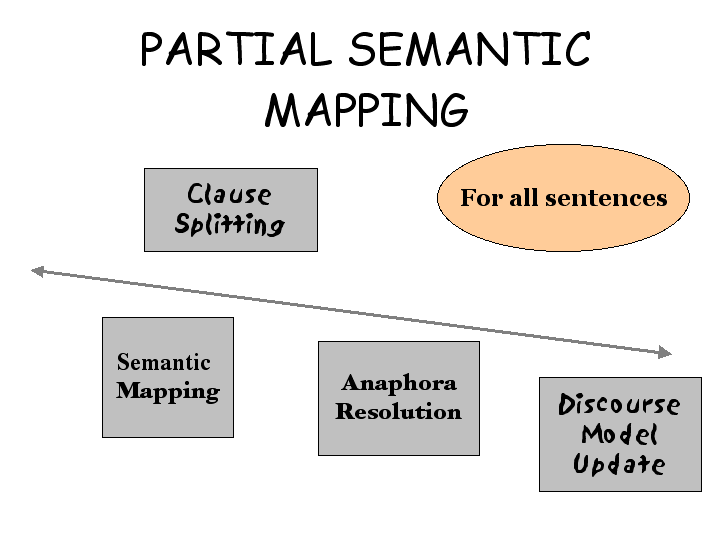 PARTIAL SEMANTIC
MAPPING
Clause
Splitting
For all sentences
Semantic
Mapping
Anaphora
Resolution
Discourse
Model
Update